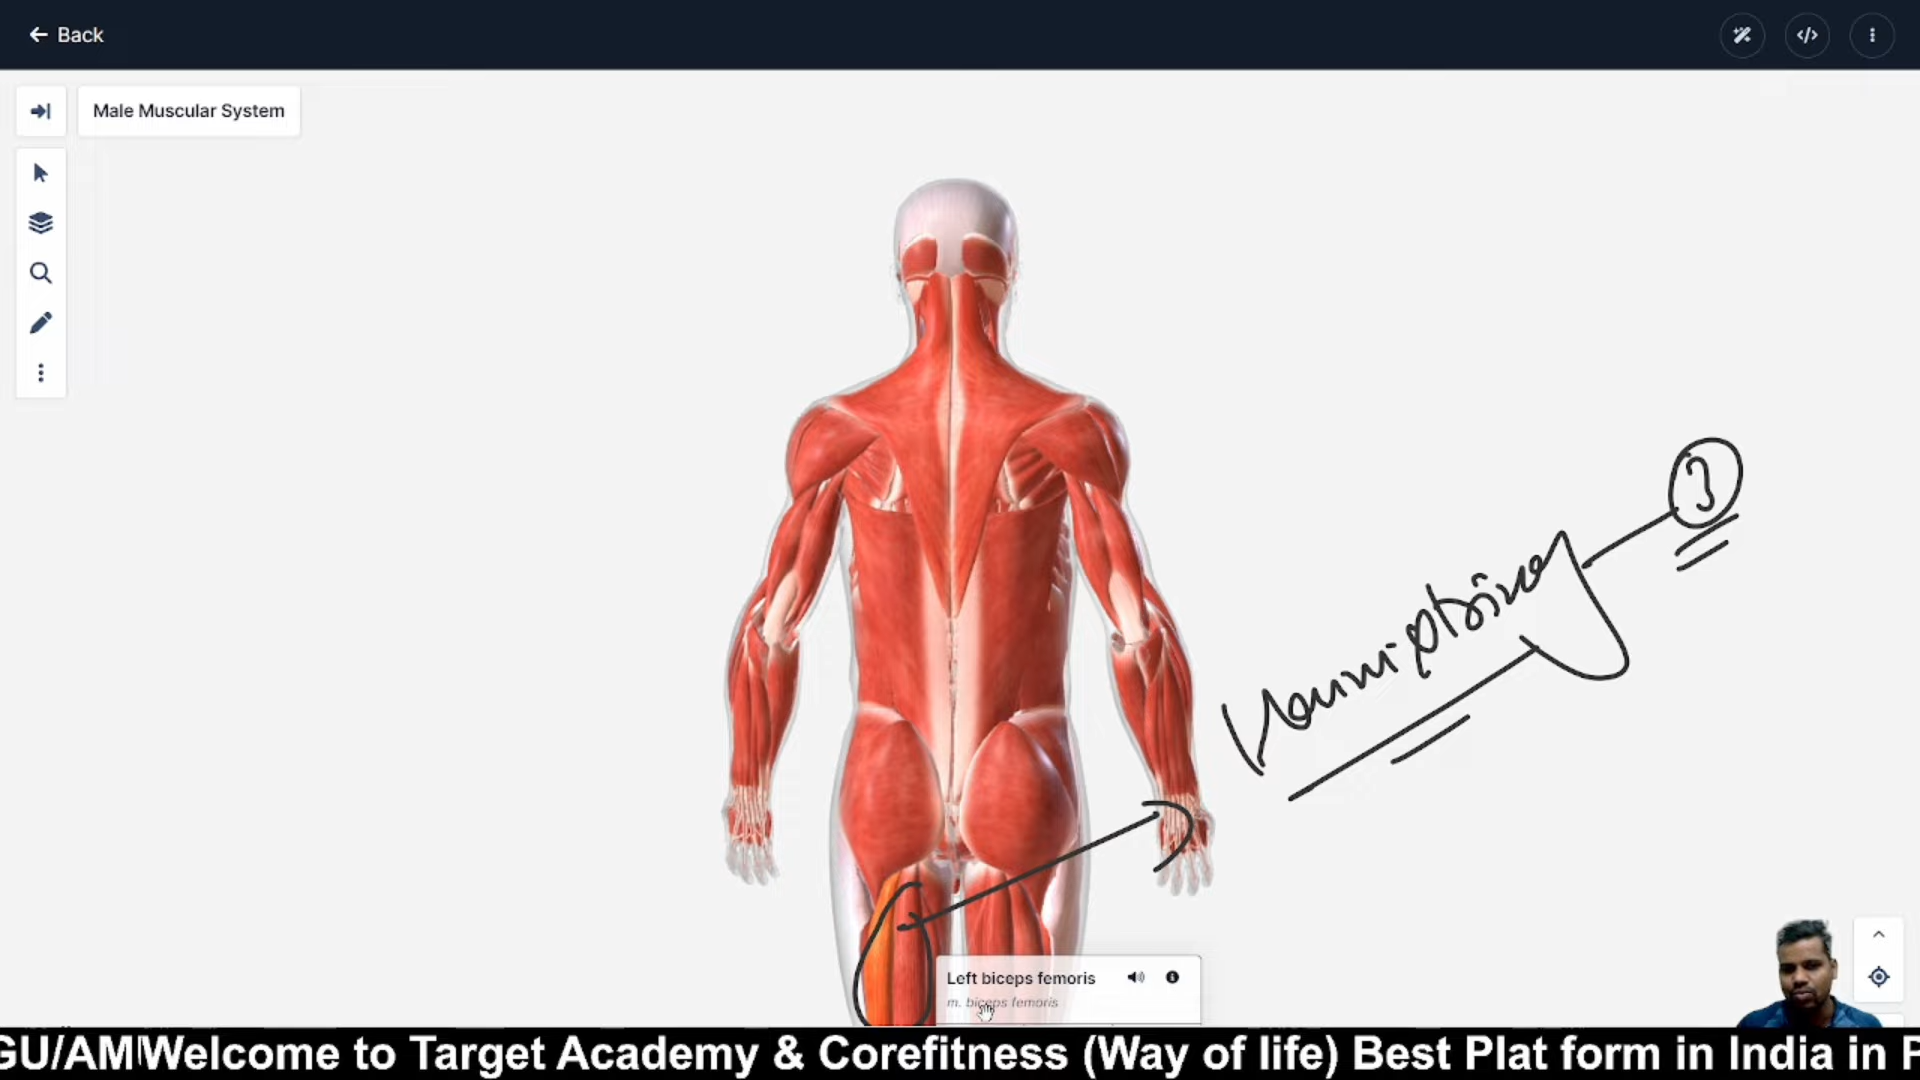 Back
Male Muscular System
3
Left biceps femoris
m. biceps femoris
GU/AM Welcome to Target Academy & Corefitness (Way of life) Best Plat form in India in P